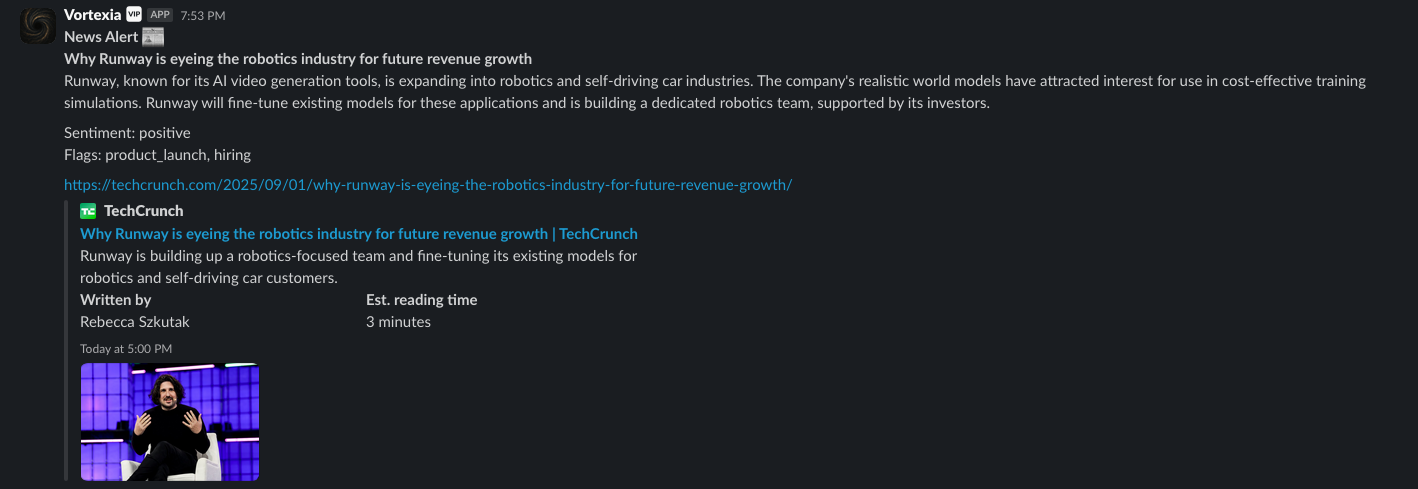 Vortexia VIP APP 7:53 PM
News Alert
Why Runway is eyeing the robotics industry for future revenue growth
Runway, known for its AI video generation tools, is expanding into robotics and self-driving car industries. The company's realistic world models have attracted interest for use in cost-effective training
simulations. Runway will fine-tune existing models for these applications and is building a dedicated robotics team, supported by its investors.
Sentiment: positive
Flags: product_launch, hiring
https://techcrunch.com/2025/09/01/why-runway-is-eyeing-the-robotics-industry-for-future-revenue-growth/
TC TechCrunch
Why Runway is eyeing the robotics industry for future revenue growth | TechCrunch
Runway is building up a robotics-focused team and fine-tuning its existing models for
robotics and self-driving car customers.
Written by Est. reading time
Rebecca Szkutak 3 minutes
Today at 5:00 PM